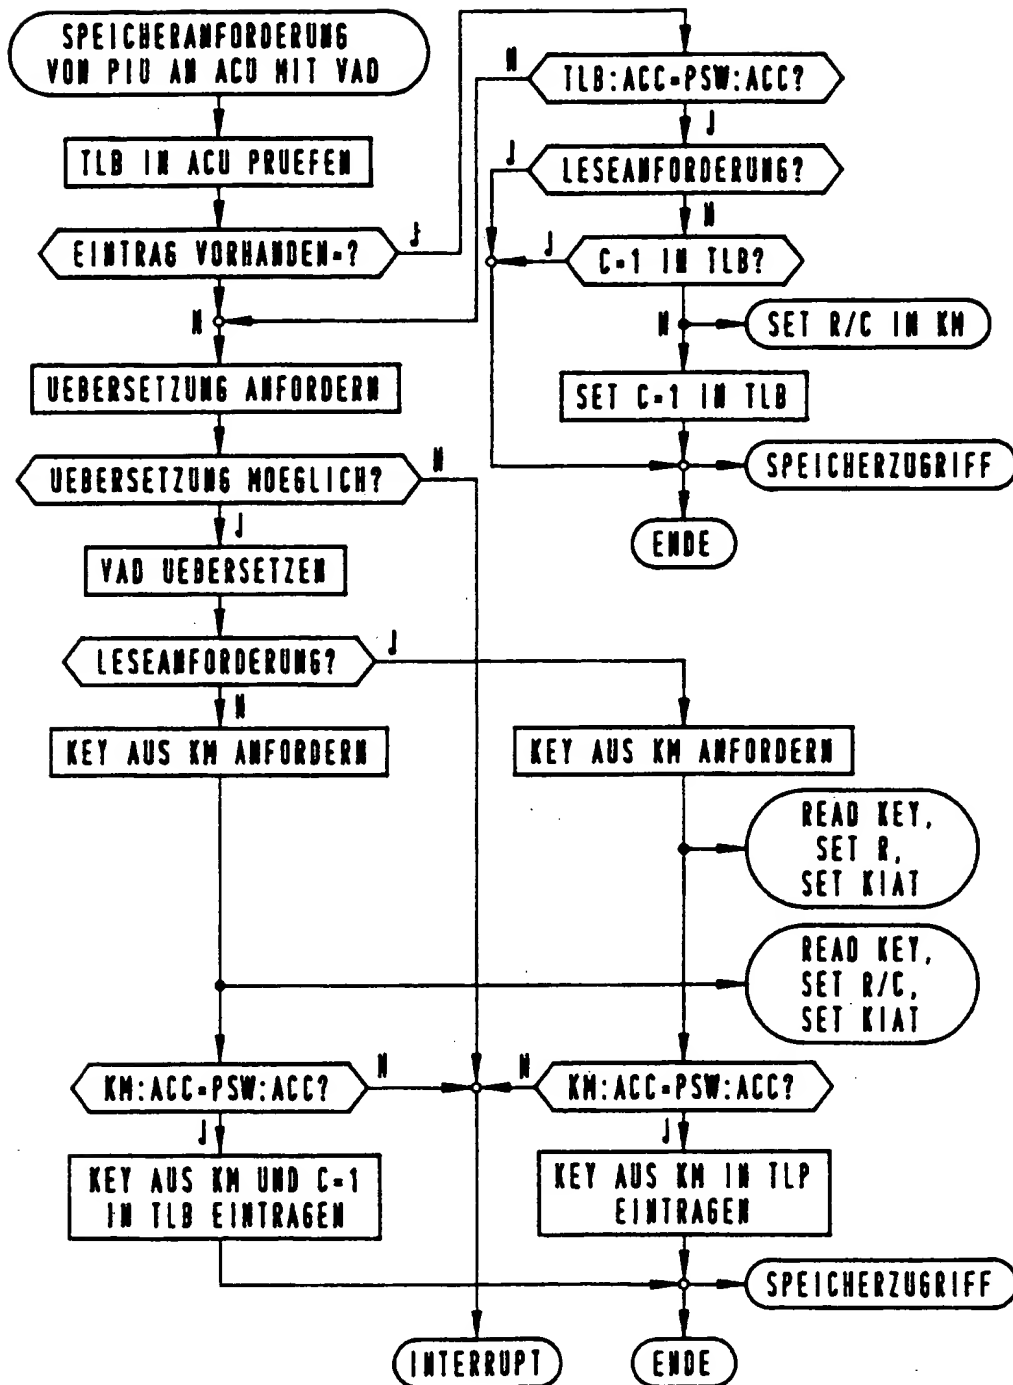 SPEICHERANFORDERUNG
VON PIU AN ACU MIT VAD
TLB IN ACU PRUEFEN
EINTRAG VORHANDEN=?
J
N
UEBERSETZUNG ANFORDERN
UEBERSETZUNG MOEGLICH?
N
J
VAD UEBERSETZEN
LESEANFORDERUNG?
J
N
KEY AUS KM ANFORDERN
KM:ACC=PSW:ACC?
N
J
KEY AUS KM UND C=1
IN TLB EINTRAGEN
N
TLB:ACC=PSW:ACC?
J
J
LESEANFORDERUNG?
N
J
C=1 IN TLB?
N
SET R/C IN KM
SET C=1 IN TLB
SPEICHERZUGRIFF
ENDE
KEY AUS KM ANFORDERN
READ KEY,
SET R,
SET KIAT
READ KEY,
SET R/C,
SET KIAT
N
KM:ACC=PSW:ACC?
J
KEY AUS KM IN TLP
EINTRAGEN
SPEICHERZUGRIFF
INTERRUPT
ENDE